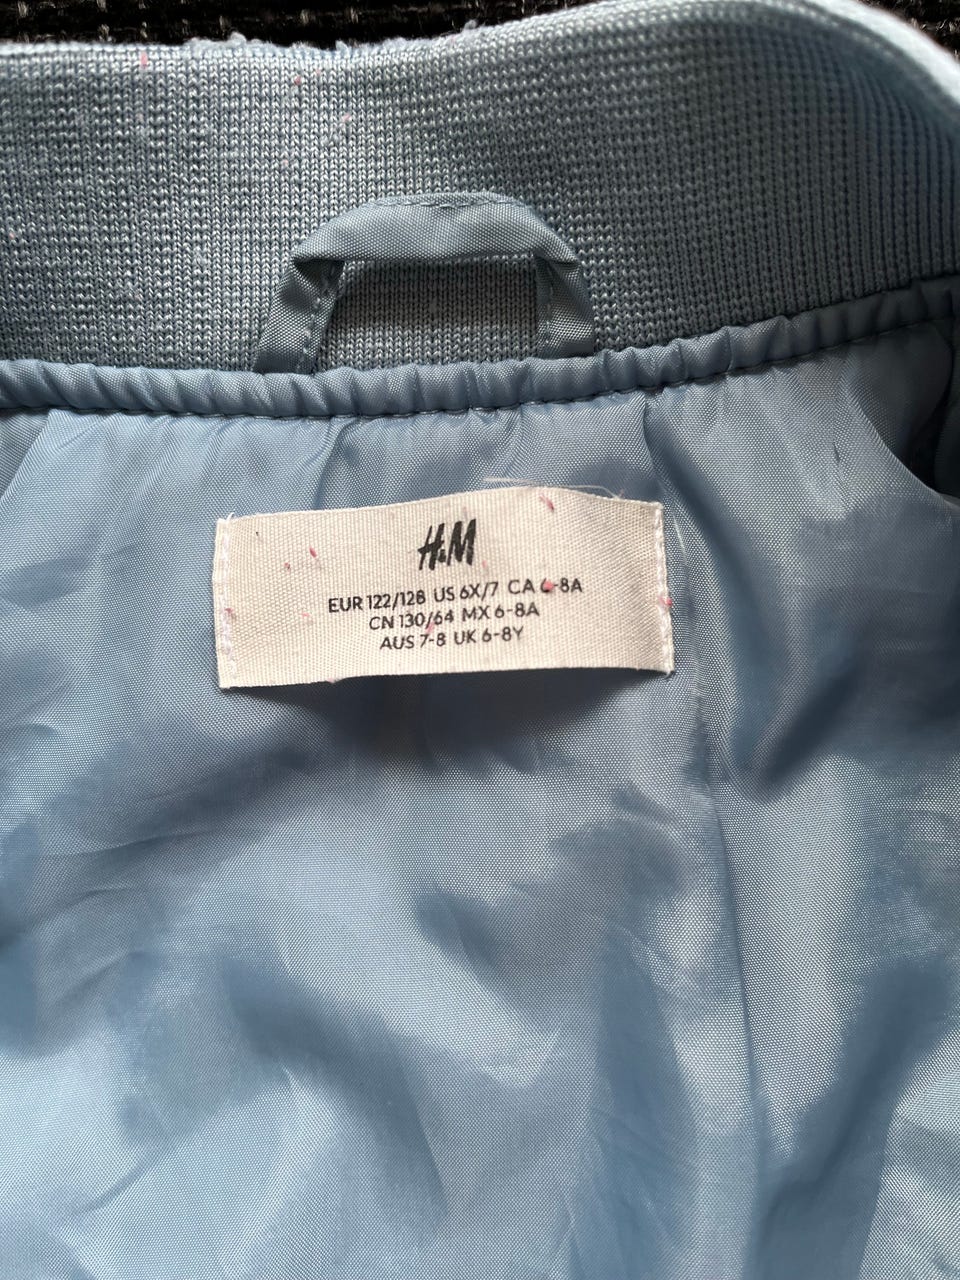 H&M
EUR 122/128 US 6X/7 CA 6-8A
CN 130/64 MX 6-8A
AUS 7-8 UK 6-8Y